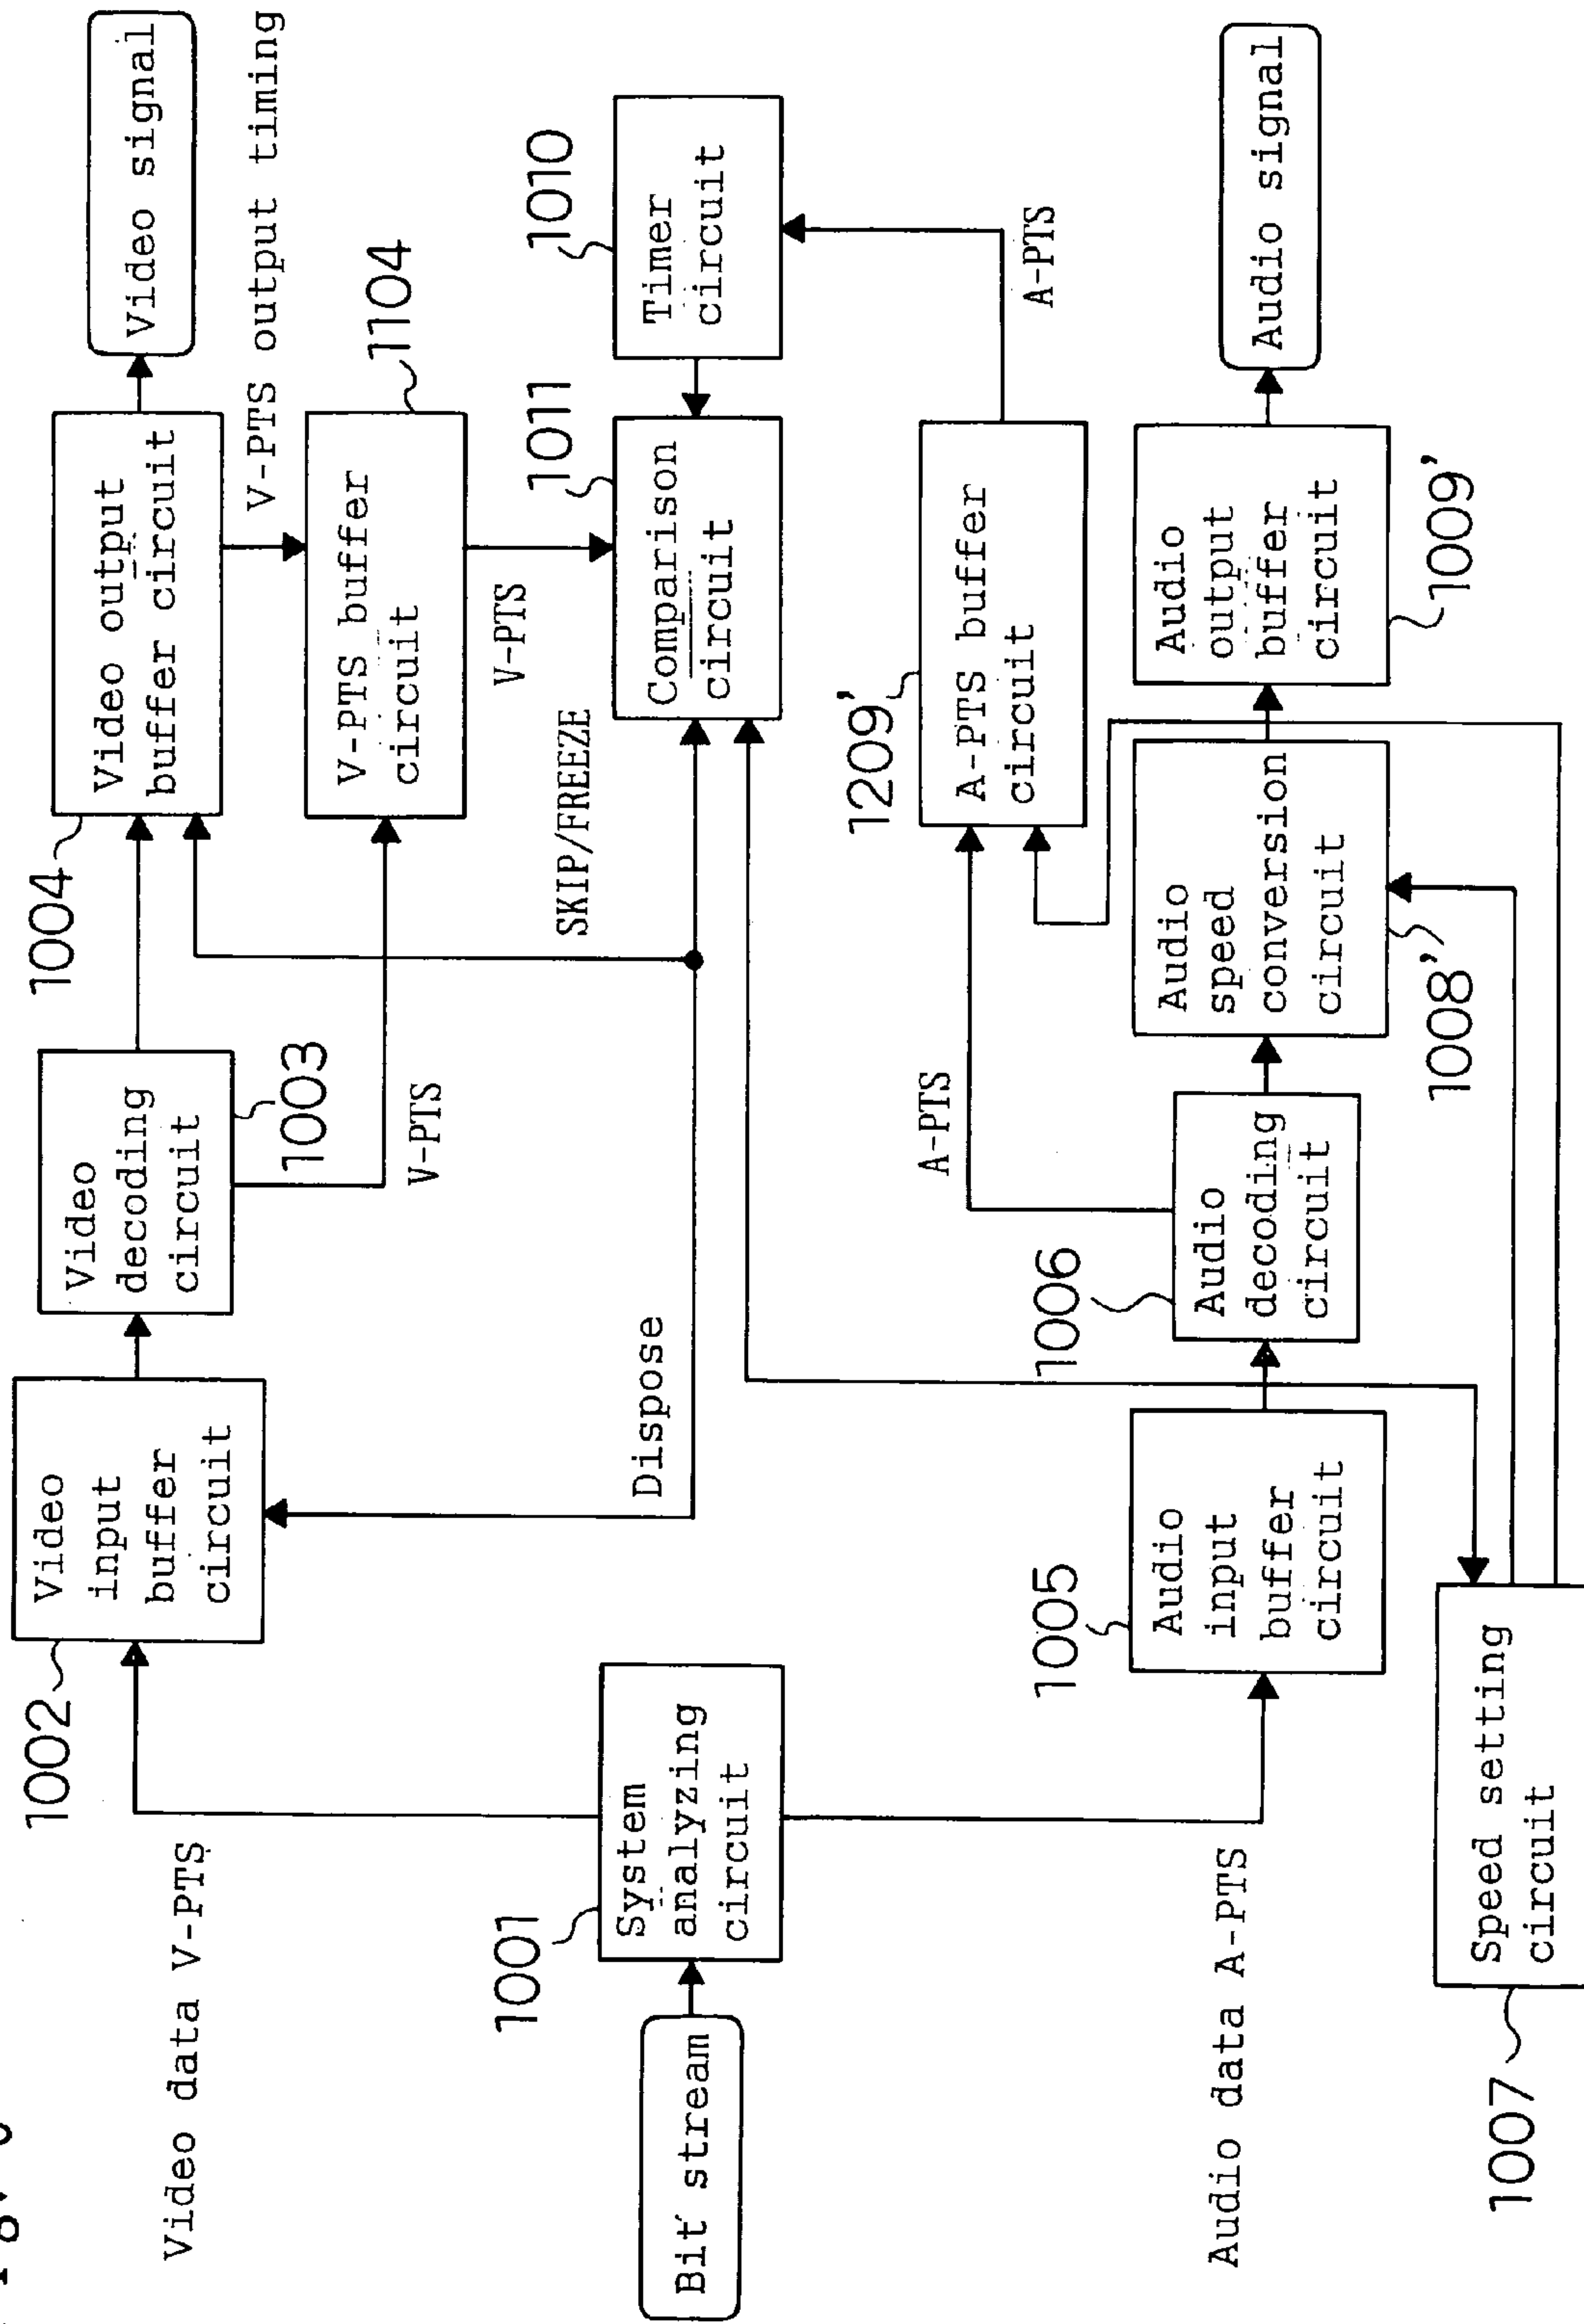 Video data V-PTS
1002
Video
input
buffer
circuit
Video
decoding
circuit
1003
V-PTS
1004
Video output
buffer circuit
Video signal
V-PTS output timing
V-PTS buffer
circuit
1104
V-PTS
SKIP/FREEZE
Dispose
Comparison
circuit
1011
Timer
circuit
1010
A-PTS
Bit stream
1001
System
analyzing
circuit
Audio data A-PTS
1005
Audio
input
buffer
circuit
1006
Audio
decoding
circuit
A-PTS
1209'
A-PTS buffer
circuit
Audio
speed
conversion
circuit
1008'
Audio
output
buffer
circuit
1009'
Audio signal
1007
Speed setting
circuit